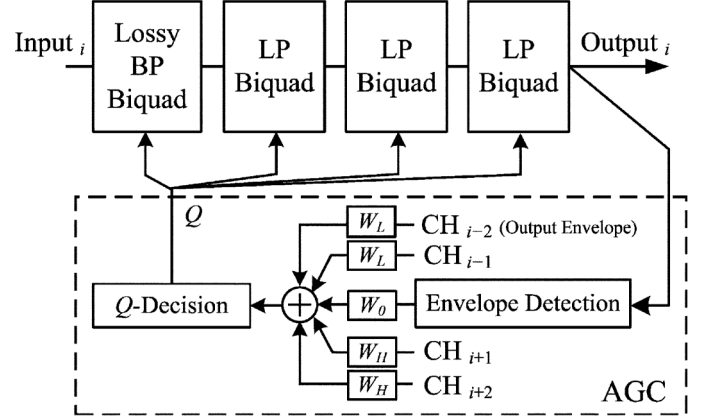 Input i
Lossy BP Biquad
LP Biquad
LP Biquad
LP Biquad
Output i
Q
W_L
CH i−2 (Output Envelope)
W_L
CH i−1
Q-Decision
+
W_0
Envelope Detection
W_H
CH i+1
W_H
CH i+2
AGC